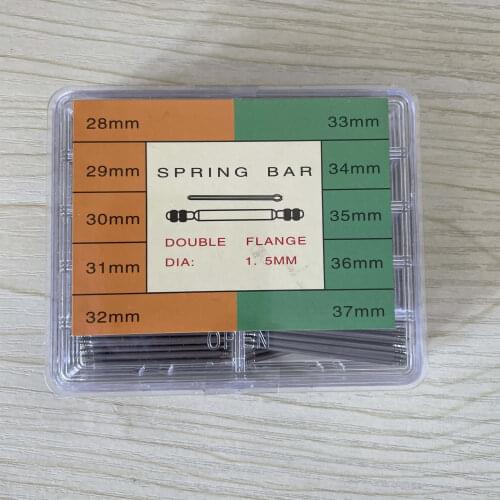 28mm 33mm
29mm SPRING BAR 34mm
30mm 35mm
DOUBLE FLANGE
31mm DIA: 1. 5MM 36mm
32mm 37mm
OPEN